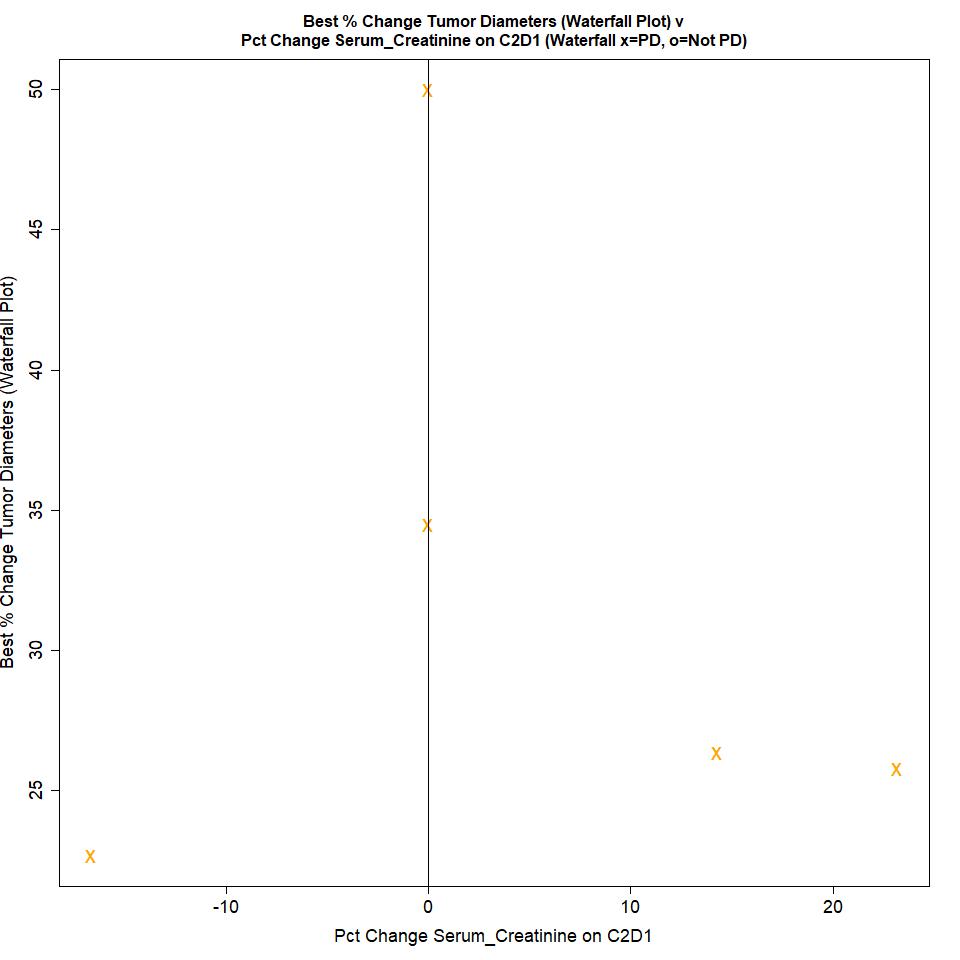 Best % Change Tumor Diameters (Waterfall Plot) v
Pct Change Serum_Creatinine on C2D1 (Waterfall x=PD, o=Not PD)
Best % Change Tumor Diameters (Waterfall Plot)
50
45
40
35
30
25
X
X
X
X
X
-10
0
10
20
Pct Change Serum_Creatinine on C2D1